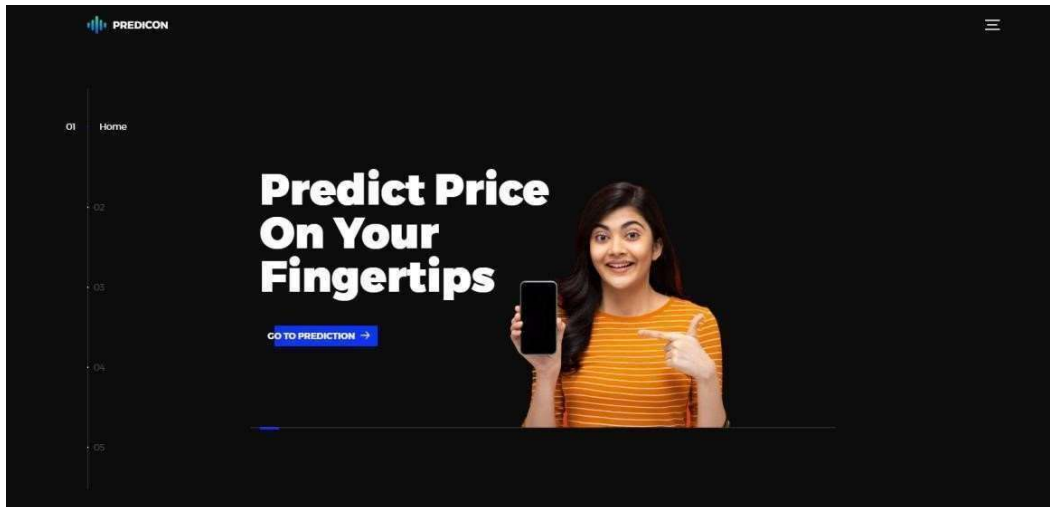 PREDICON
01 Home
02
Predict Price
On Your
Fingertips
03
GO TO PREDICTION →
04
05